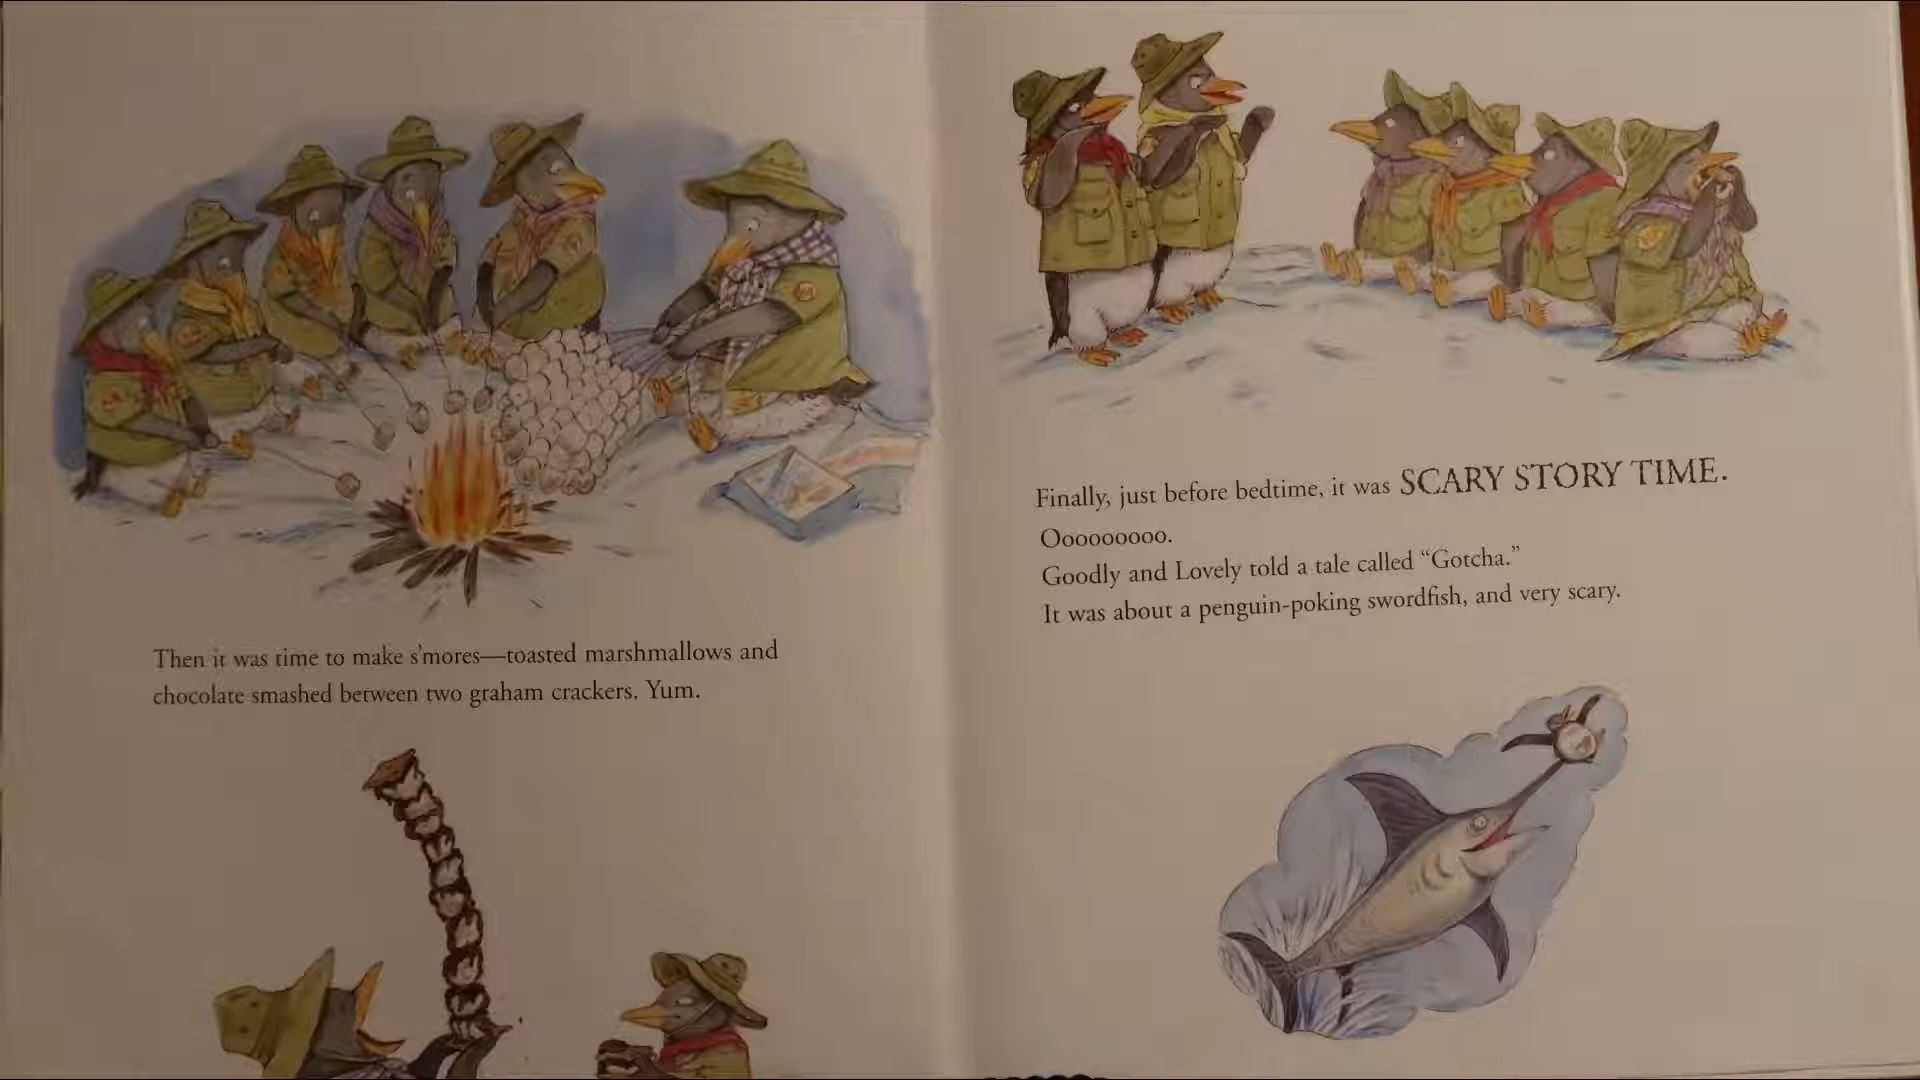 Then it was time to make s'mores—toasted marshmallows and
chocolate smashed between two graham crackers. Yum.
Finally, just before bedtime, it was SCARY STORY TIME.
Ooooooooo.
Goodly and Lovely told a tale called “Gotcha.”
It was about a penguin-poking swordfish, and very scary.